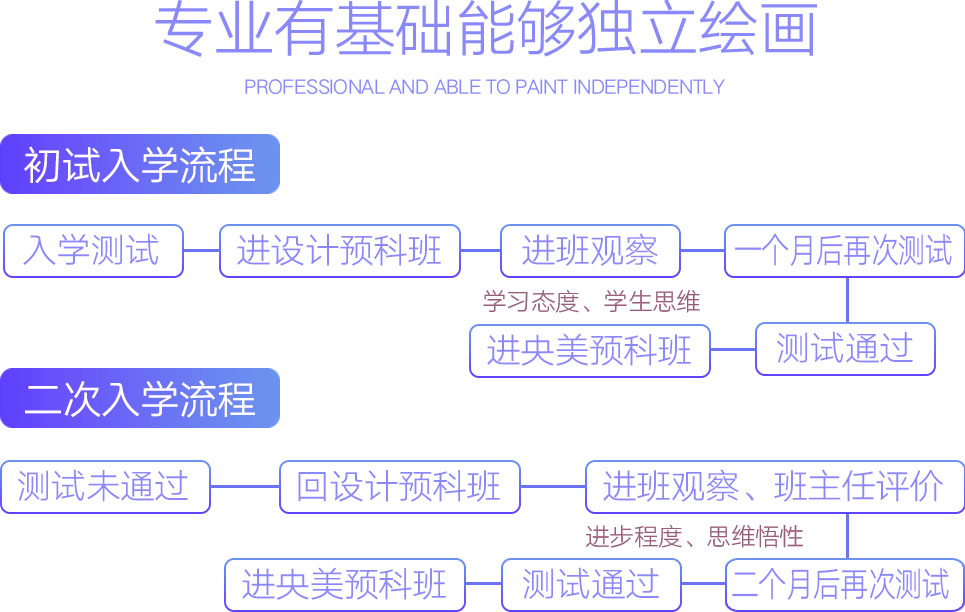 专业有基础能够独立绘画
PROFESSIONAL AND ABLE TO PAINT INDEPENDENTLY
初试入学流程
入学测试
进设计预科班
进班观察
一个月后再次测试
学习态度、学生思维
进央美预科班
测试通过
二次入学流程
测试未通过
回设计预科班
进班观察、班主任评价
进步程度、思维悟性
进央美预科班
测试通过
二个月后再次测试